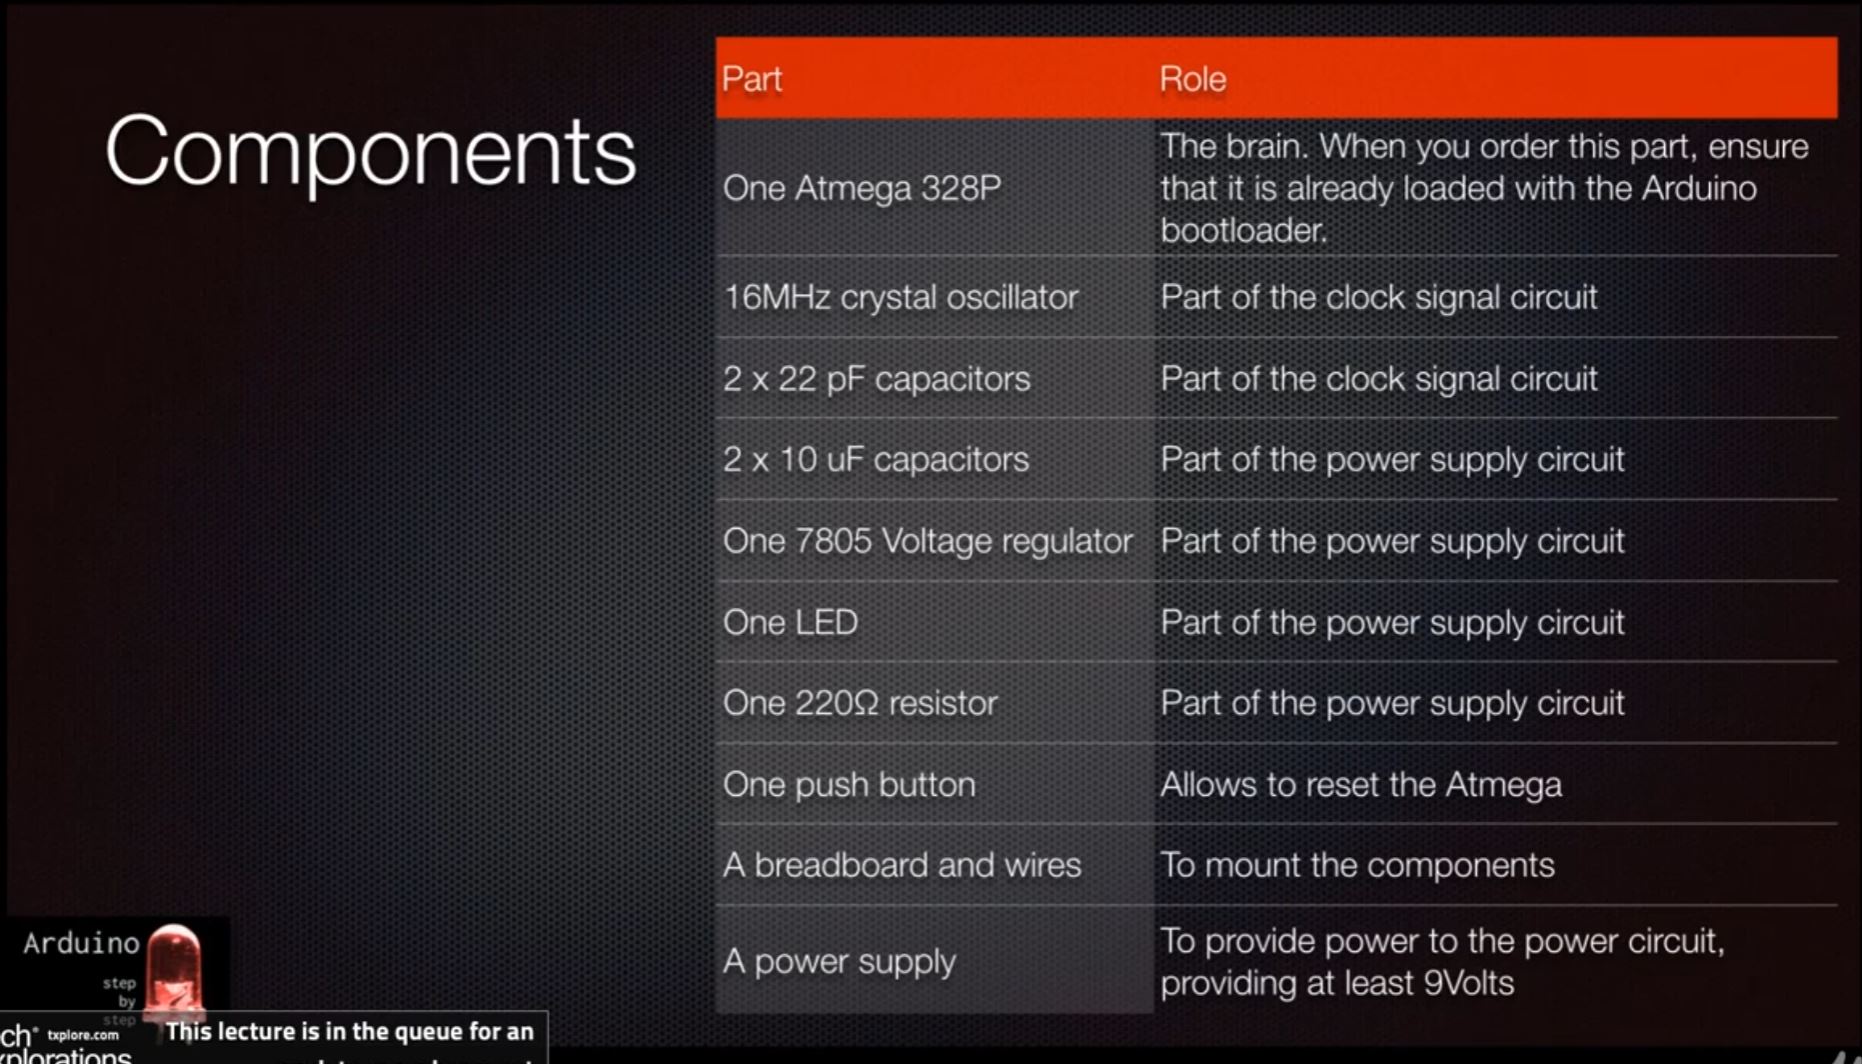 Components
Part Role
One Atmega 328P
The brain. When you order this part, ensure
that it is already loaded with the Arduino
bootloader.
16MHz crystal oscillator Part of the clock signal circuit
2 x 22 pF capacitors Part of the clock signal circuit
2 x 10 uF capacitors Part of the power supply circuit
One 7805 Voltage regulator Part of the power supply circuit
One LED Part of the power supply circuit
One 220Ω resistor Part of the power supply circuit
One push button Allows to reset the Atmega
A breadboard and wires To mount the components
A power supply
To provide power to the power circuit,
providing at least 9Volts
Arduino
step
by
step
ch® txplore.com
xplorations
This lecture is in the queue for an